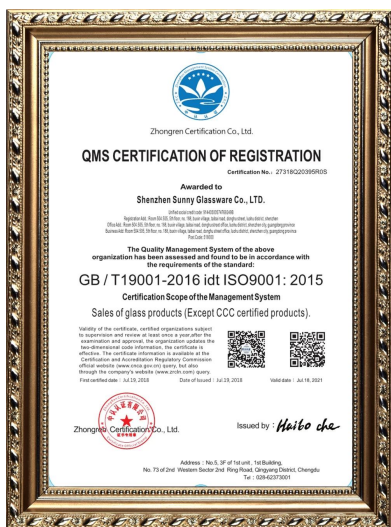 Zhongren Certification Co., Ltd.
QMS CERTIFICATION OF REGISTRATION
Certification No.: 27318Q20395R0S
Awarded to
Shenzhen Sunny Glassware Co., LTD.
The Quality Management System of the above
organization has been assessed and found to be in accordance with
the requirements of the standard:
GB / T19001-2016 idt ISO9001: 2015
Certification Scope of the Management System
Sales of glass products (Except CCC certified products).
Validity of the certificate, certified organizations subject
to supervision and review at least once a year,after the
examination and approval, the organization updates the
two-dimensional code information, the certificate is
effective. The certificate information is available at the
Certification and Accreditation Regulatory Commission
official website (www.cnca.gov.cn) query, but also
through the company's website (www.zrcln.com) query.
First certified date : Jul.19, 2018 Date of Issued : Jul.19, 2018 Valid date : Jul.18, 2021
Zhongren Certification Co., Ltd.
Issued by : Haibo che
Address : No.5, 3F of 1st unit , 1st Building,
No. 73 of 2nd Western Sector 2nd Ring Road, Qingyang District, Chengdu
Tel : 028-62373001